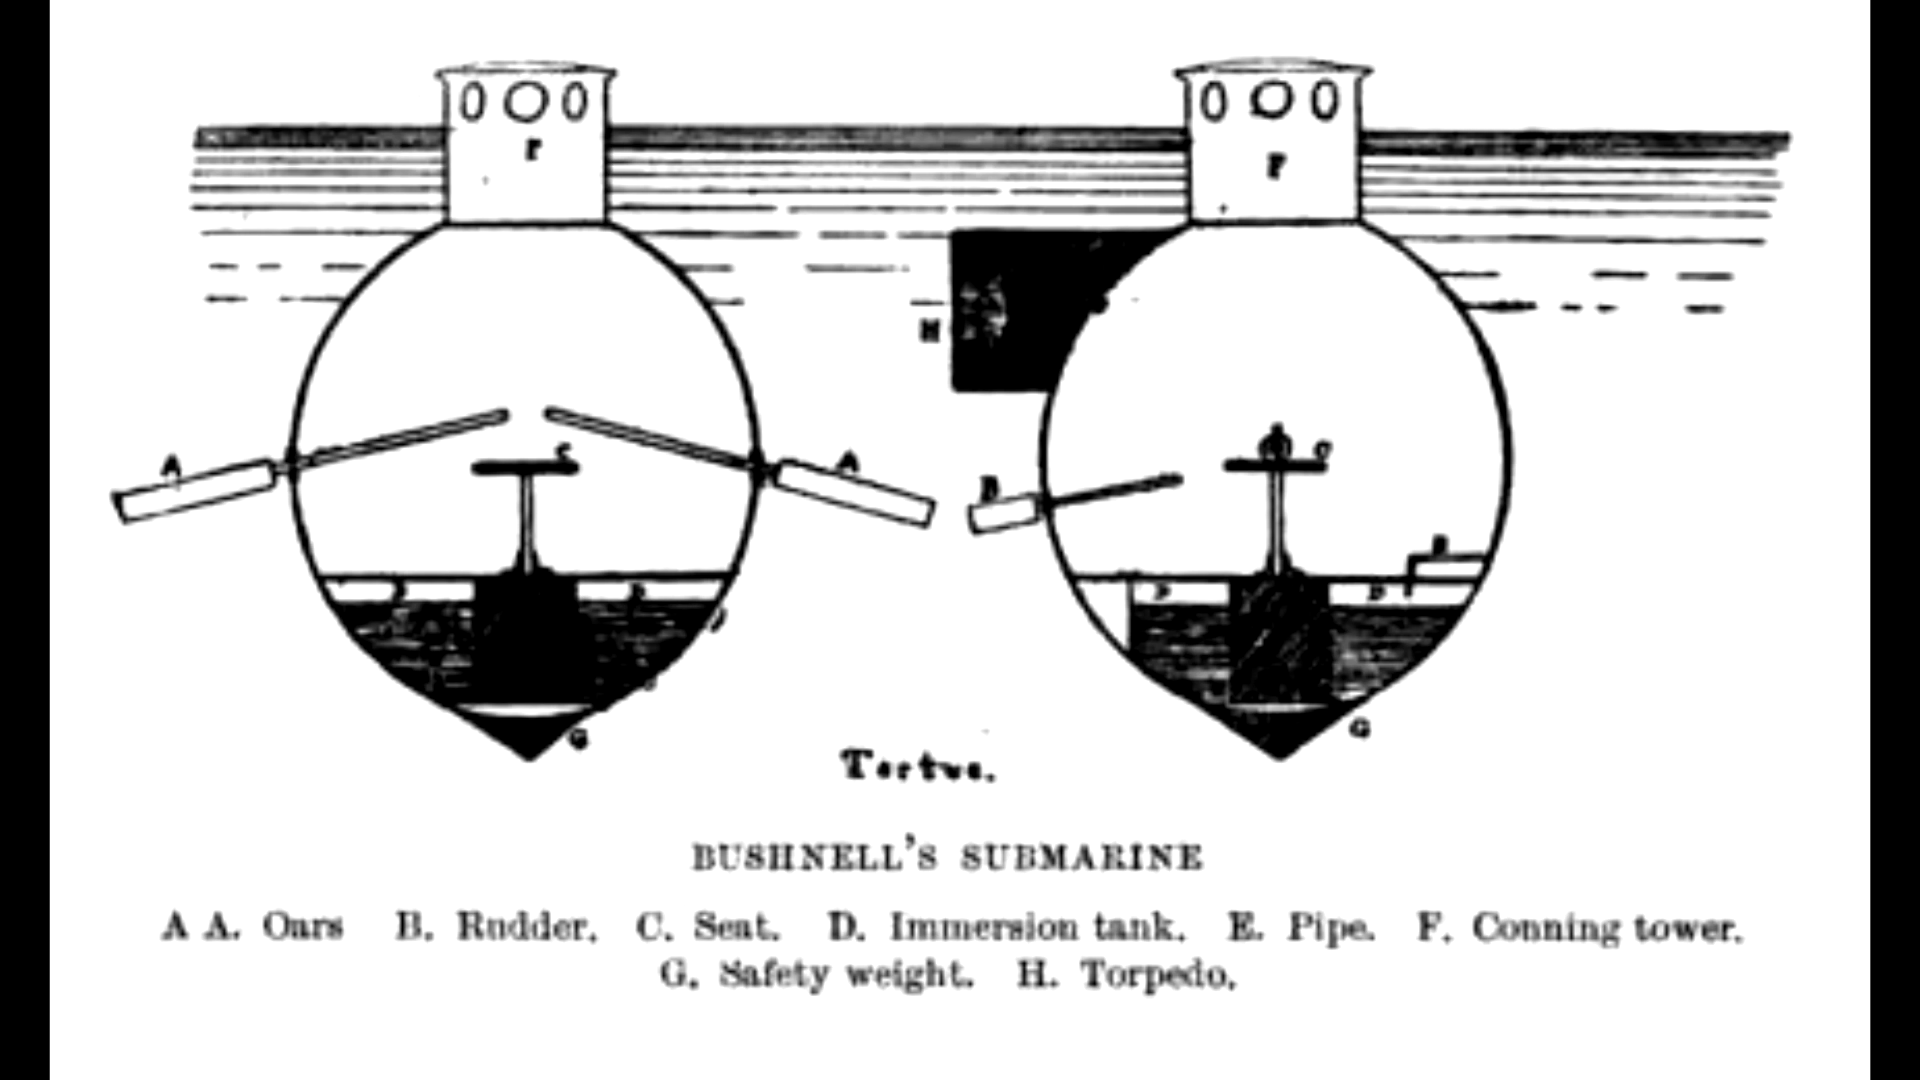 F
F
H
A
C
A
B
C
E
D
D
D
G
G
Tortue.
BUSHNELL'S SUBMARINE
A A. Oars B. Rudder. C. Seat. D. Immersion tank. E. Pipe. F. Conning tower.
G. Safety weight. H. Torpedo.